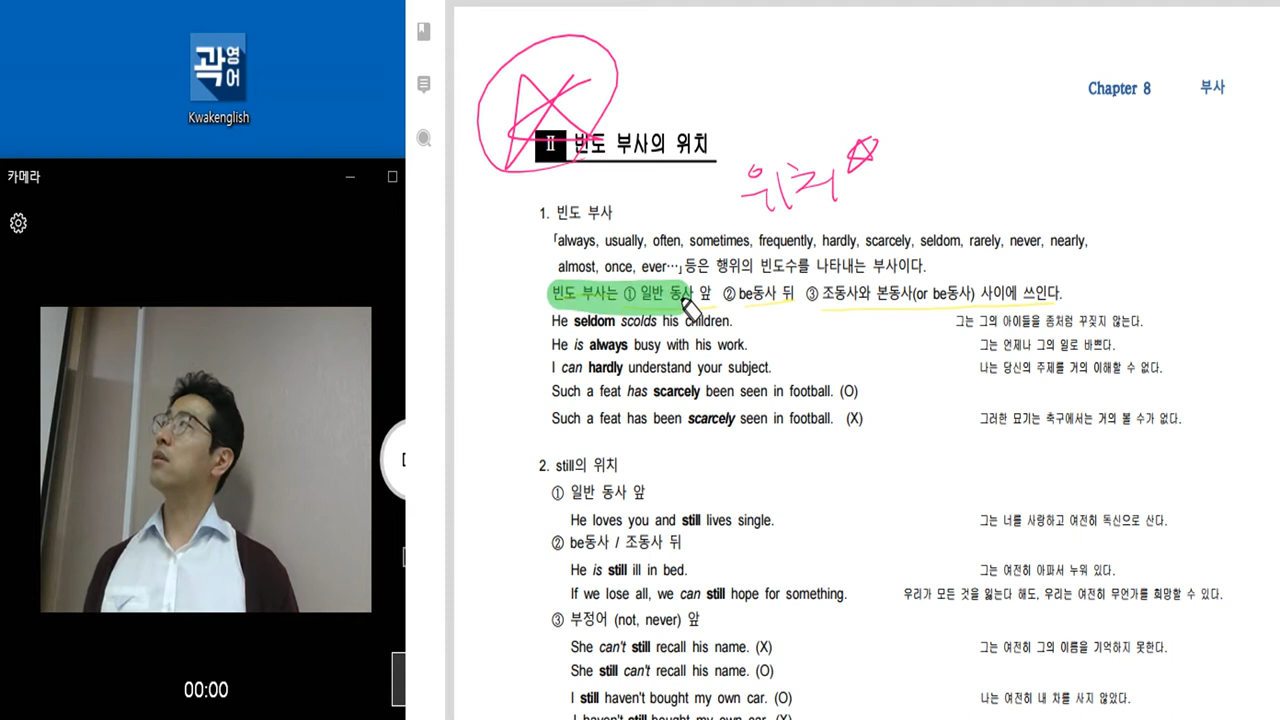 곽영어
Kwakenglish
카메라
00:00
Chapter 8 부사
Ⅱ 빈도 부사의 위치
위치
1. 빈도 부사
「always, usually, often, sometimes, frequently, hardly, scarcely, seldom, rarely, never, nearly,
almost, once, ever…」등은 행위의 빈도수를 나타내는 부사이다.
빈도 부사는 ① 일반 동사 앞 ② be동사 뒤 ③ 조동사와 본동사(or be동사) 사이에 쓰인다.
He seldom scolds his children. 그는 그의 아이들을 좀처럼 꾸짖지 않는다.
He is always busy with his work. 그는 언제나 그의 일로 바쁘다.
I can hardly understand your subject. 나는 당신의 주제를 거의 이해할 수 없다.
Such a feat has scarcely been seen in football. (O)
Such a feat has been scarcely seen in football. (X) 그러한 묘기는 축구에서는 거의 볼 수가 없다.
2. still의 위치
① 일반 동사 앞
He loves you and still lives single. 그는 너를 사랑하고 여전히 독신으로 산다.
② be동사 / 조동사 뒤
He is still ill in bed. 그는 여전히 아파서 누워 있다.
If we lose all, we can still hope for something. 우리가 모든 것을 잃는다 해도, 우리는 여전히 무언가를 희망할 수 있다.
③ 부정어 (not, never) 앞
She can't still recall his name. (X) 그는 여전히 그의 이름을 기억하지 못한다.
She still can't recall his name. (O)
I still haven't bought my own car. (O) 나는 여전히 내 차를 사지 않았다.
I haven't still bought my own car. (X)